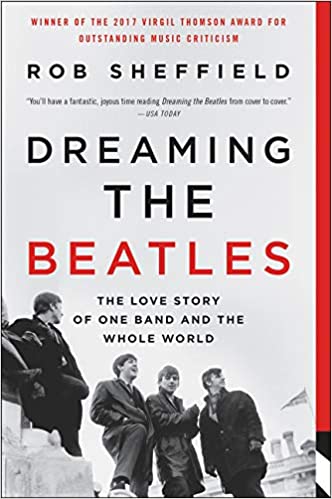 WINNER OF THE 2017 VIRGIL THOMSON AWARD FOR
OUTSTANDING MUSIC CRITICISM
ROB SHEFFIELD
"You'll have a fantastic, joyous time reading Dreaming the Beatles from cover to cover."
—USA TODAY
DREAMING
THE
BEATLES
THE LOVE STORY
OF ONE BAND AND THE
WHOLE WORLD